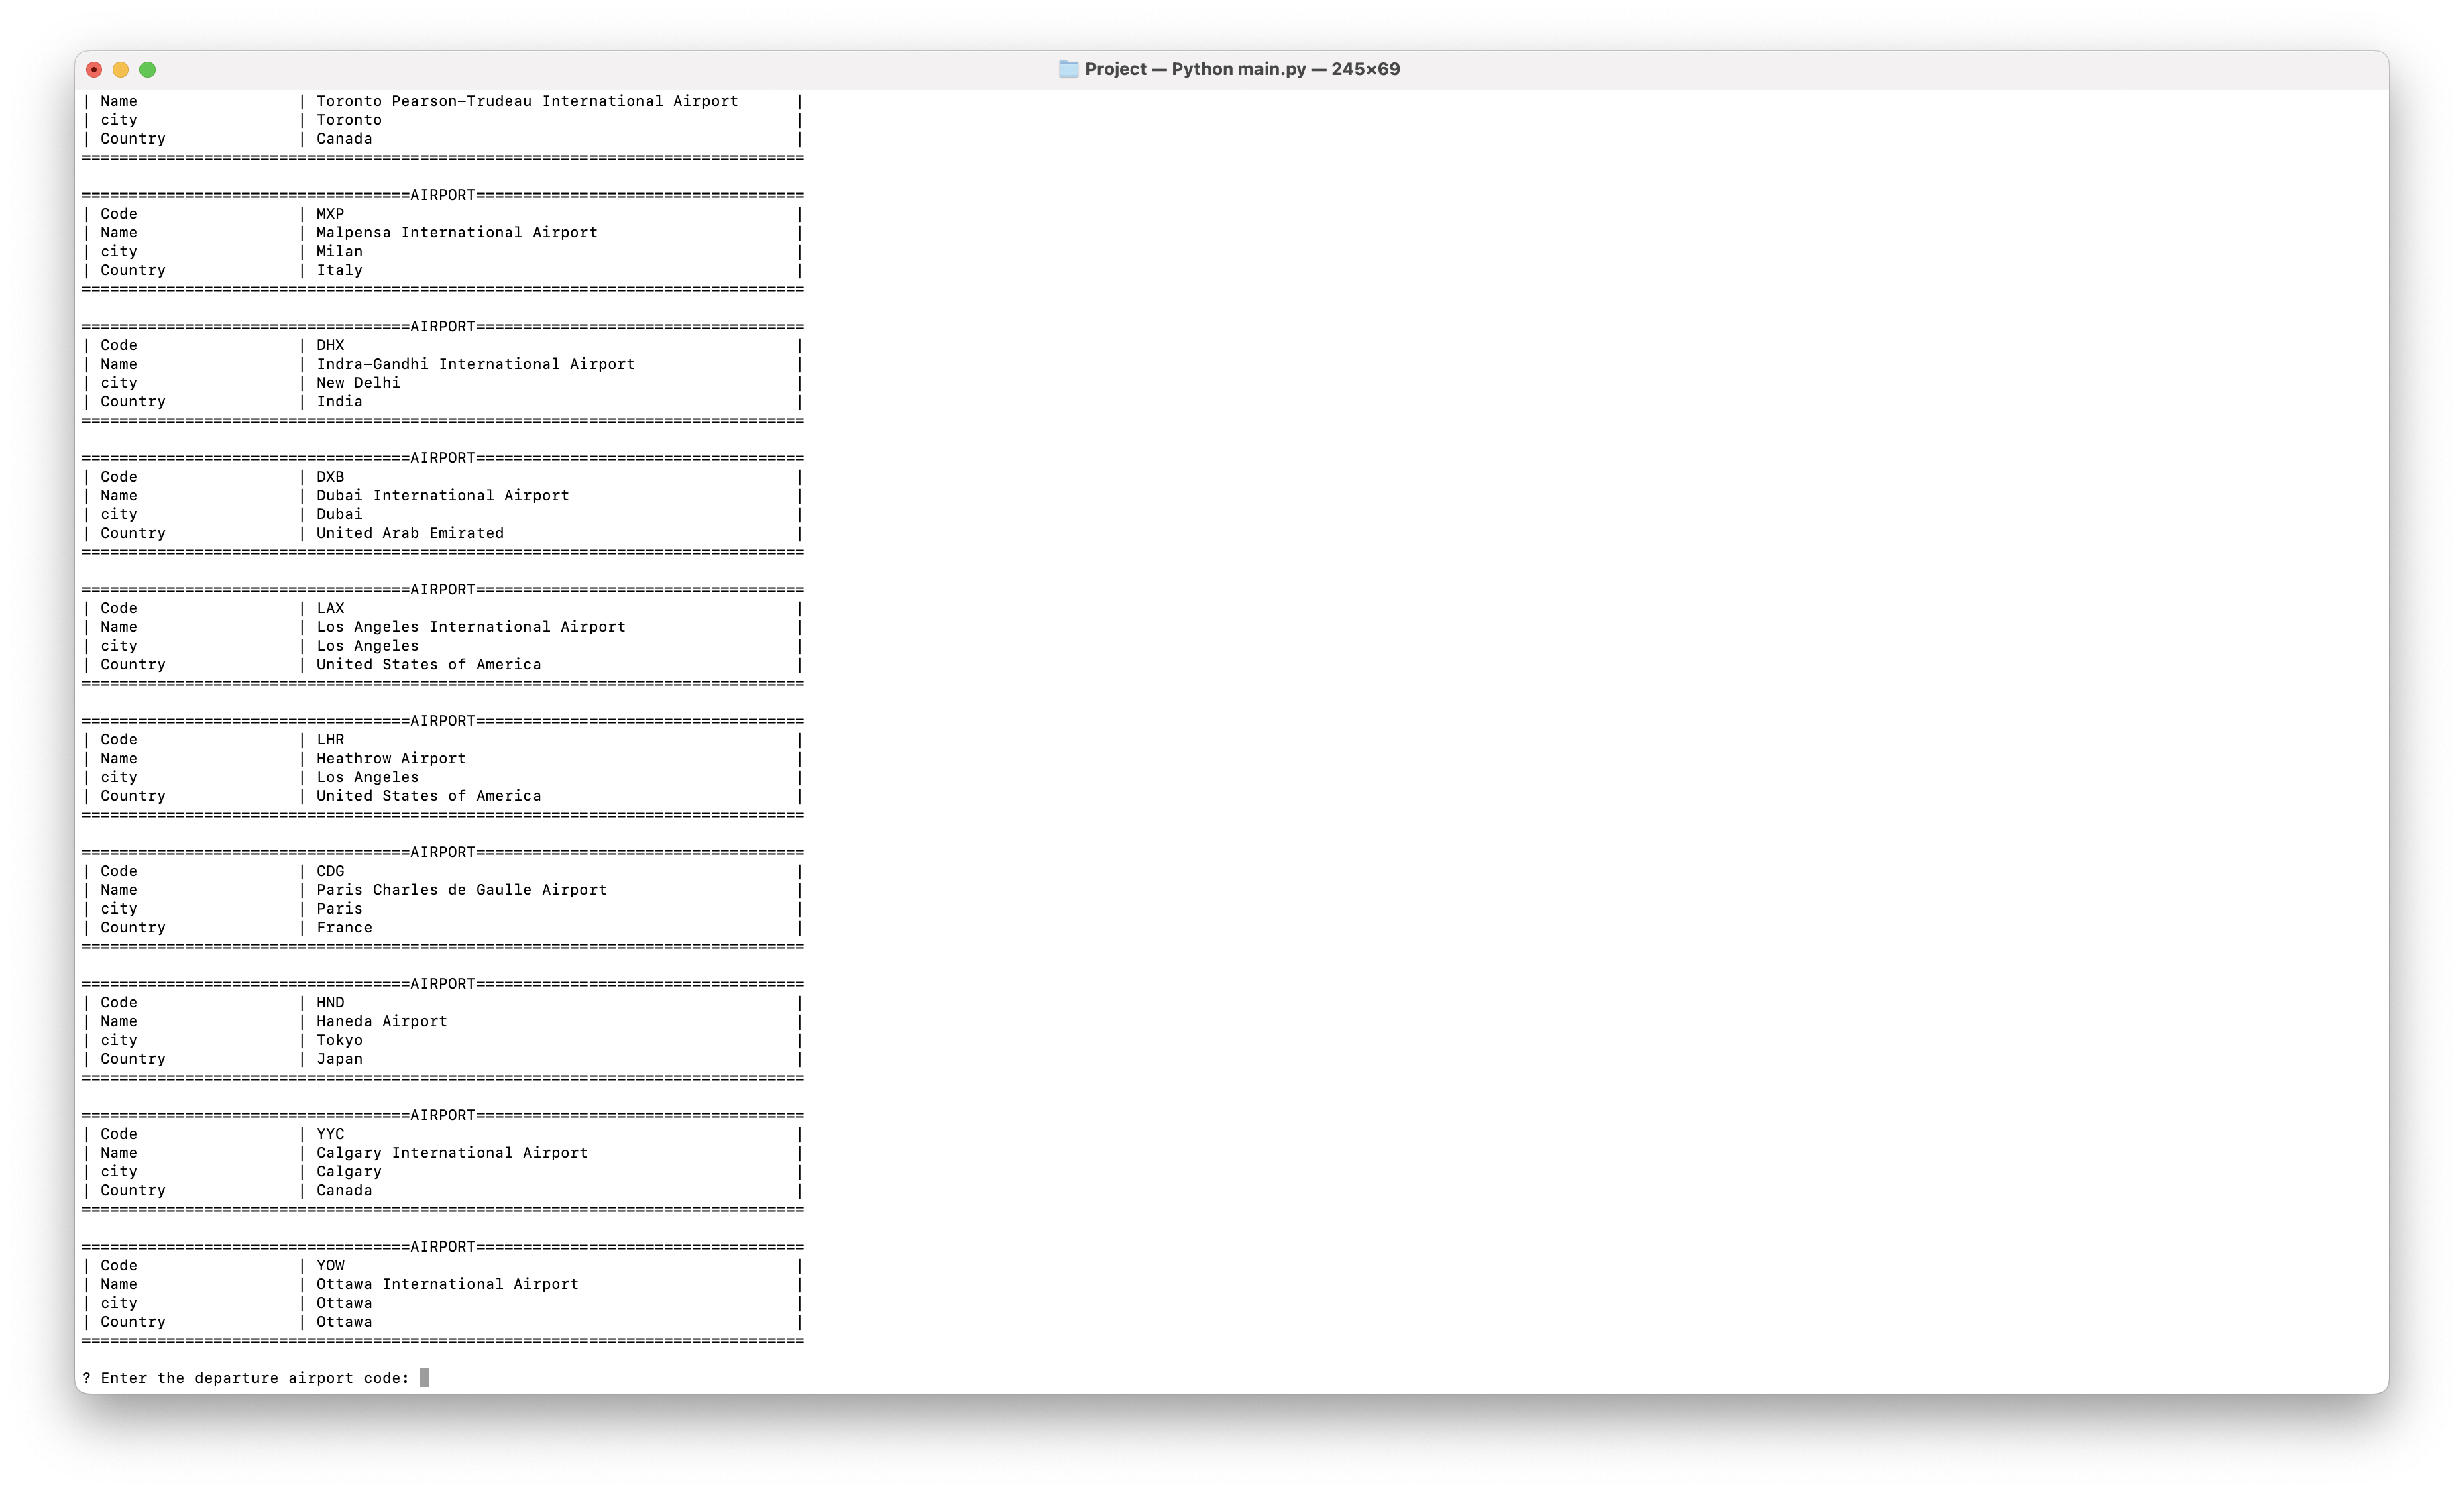 Project — Python main.py — 245×69
| Name                 | Toronto Pearson-Trudeau International Airport      |
| city                 | Toronto                                            |
| Country              | Canada                                             |
=============================================================================

===================================AIRPORT===================================
| Code                 | MXP                                                |
| Name                 | Malpensa International Airport                     |
| city                 | Milan                                              |
| Country              | Italy                                              |
=============================================================================

===================================AIRPORT===================================
| Code                 | DHX                                                |
| Name                 | Indra-Gandhi International Airport                 |
| city                 | New Delhi                                          |
| Country              | India                                              |
=============================================================================

===================================AIRPORT===================================
| Code                 | DXB                                                |
| Name                 | Dubai International Airport                        |
| city                 | Dubai                                              |
| Country              | United Arab Emirated                               |
=============================================================================

===================================AIRPORT===================================
| Code                 | LAX                                                |
| Name                 | Los Angeles International Airport                  |
| city                 | Los Angeles                                        |
| Country              | United States of America                           |
=============================================================================

===================================AIRPORT===================================
| Code                 | LHR                                                |
| Name                 | Heathrow Airport                                   |
| city                 | Los Angeles                                        |
| Country              | United States of America                           |
=============================================================================

===================================AIRPORT===================================
| Code                 | CDG                                                |
| Name                 | Paris Charles de Gaulle Airport                    |
| city                 | Paris                                              |
| Country              | France                                             |
=============================================================================

===================================AIRPORT===================================
| Code                 | HND                                                |
| Name                 | Haneda Airport                                     |
| city                 | Tokyo                                              |
| Country              | Japan                                              |
=============================================================================

===================================AIRPORT===================================
| Code                 | YYC                                                |
| Name                 | Calgary International Airport                      |
| city                 | Calgary                                            |
| Country              | Canada                                             |
=============================================================================

===================================AIRPORT===================================
| Code                 | YOW                                                |
| Name                 | Ottawa International Airport                       |
| city                 | Ottawa                                             |
| Country              | Ottawa                                             |
=============================================================================

? Enter the departure airport code: